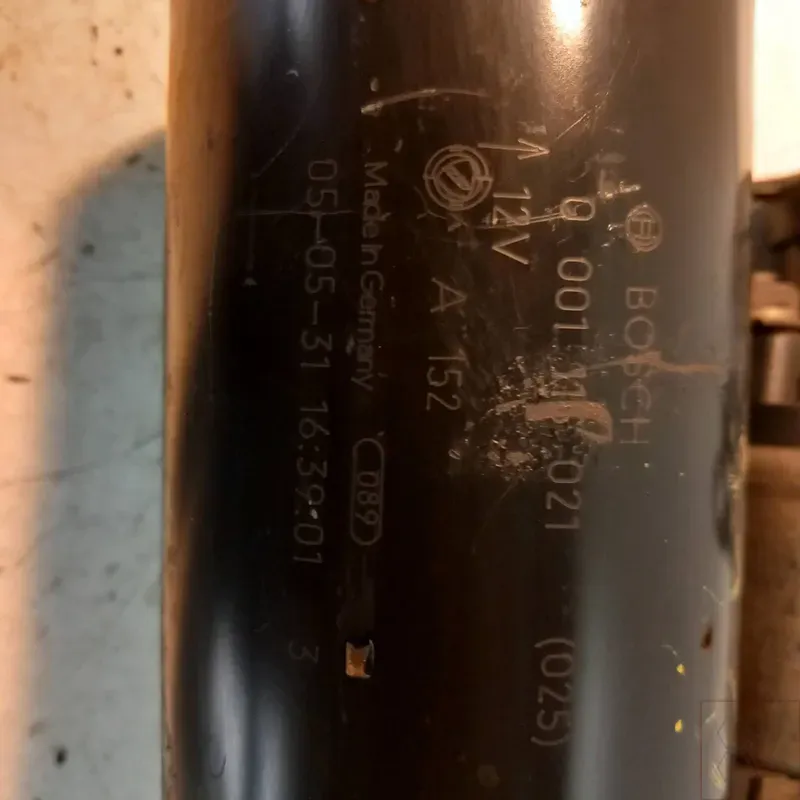 BOSCH
0 001 021 (025)
↑ 12V
A 152
Made In Germany 089
05-05-31 16:39:01 3